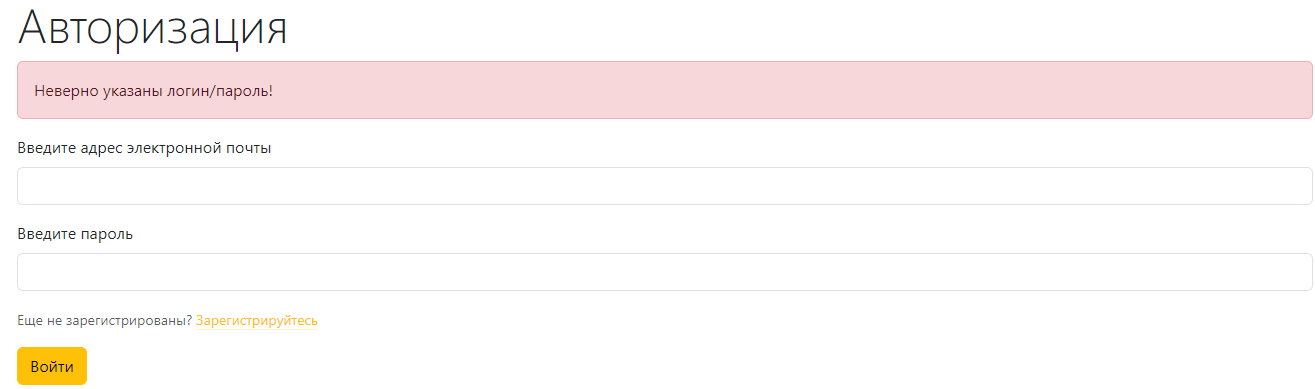 Авторизация
Неверно указаны логин/пароль!
Введите адрес электронной почты
Введите пароль
Еще не зарегистрированы? Зарегистрируйтесь
Войти